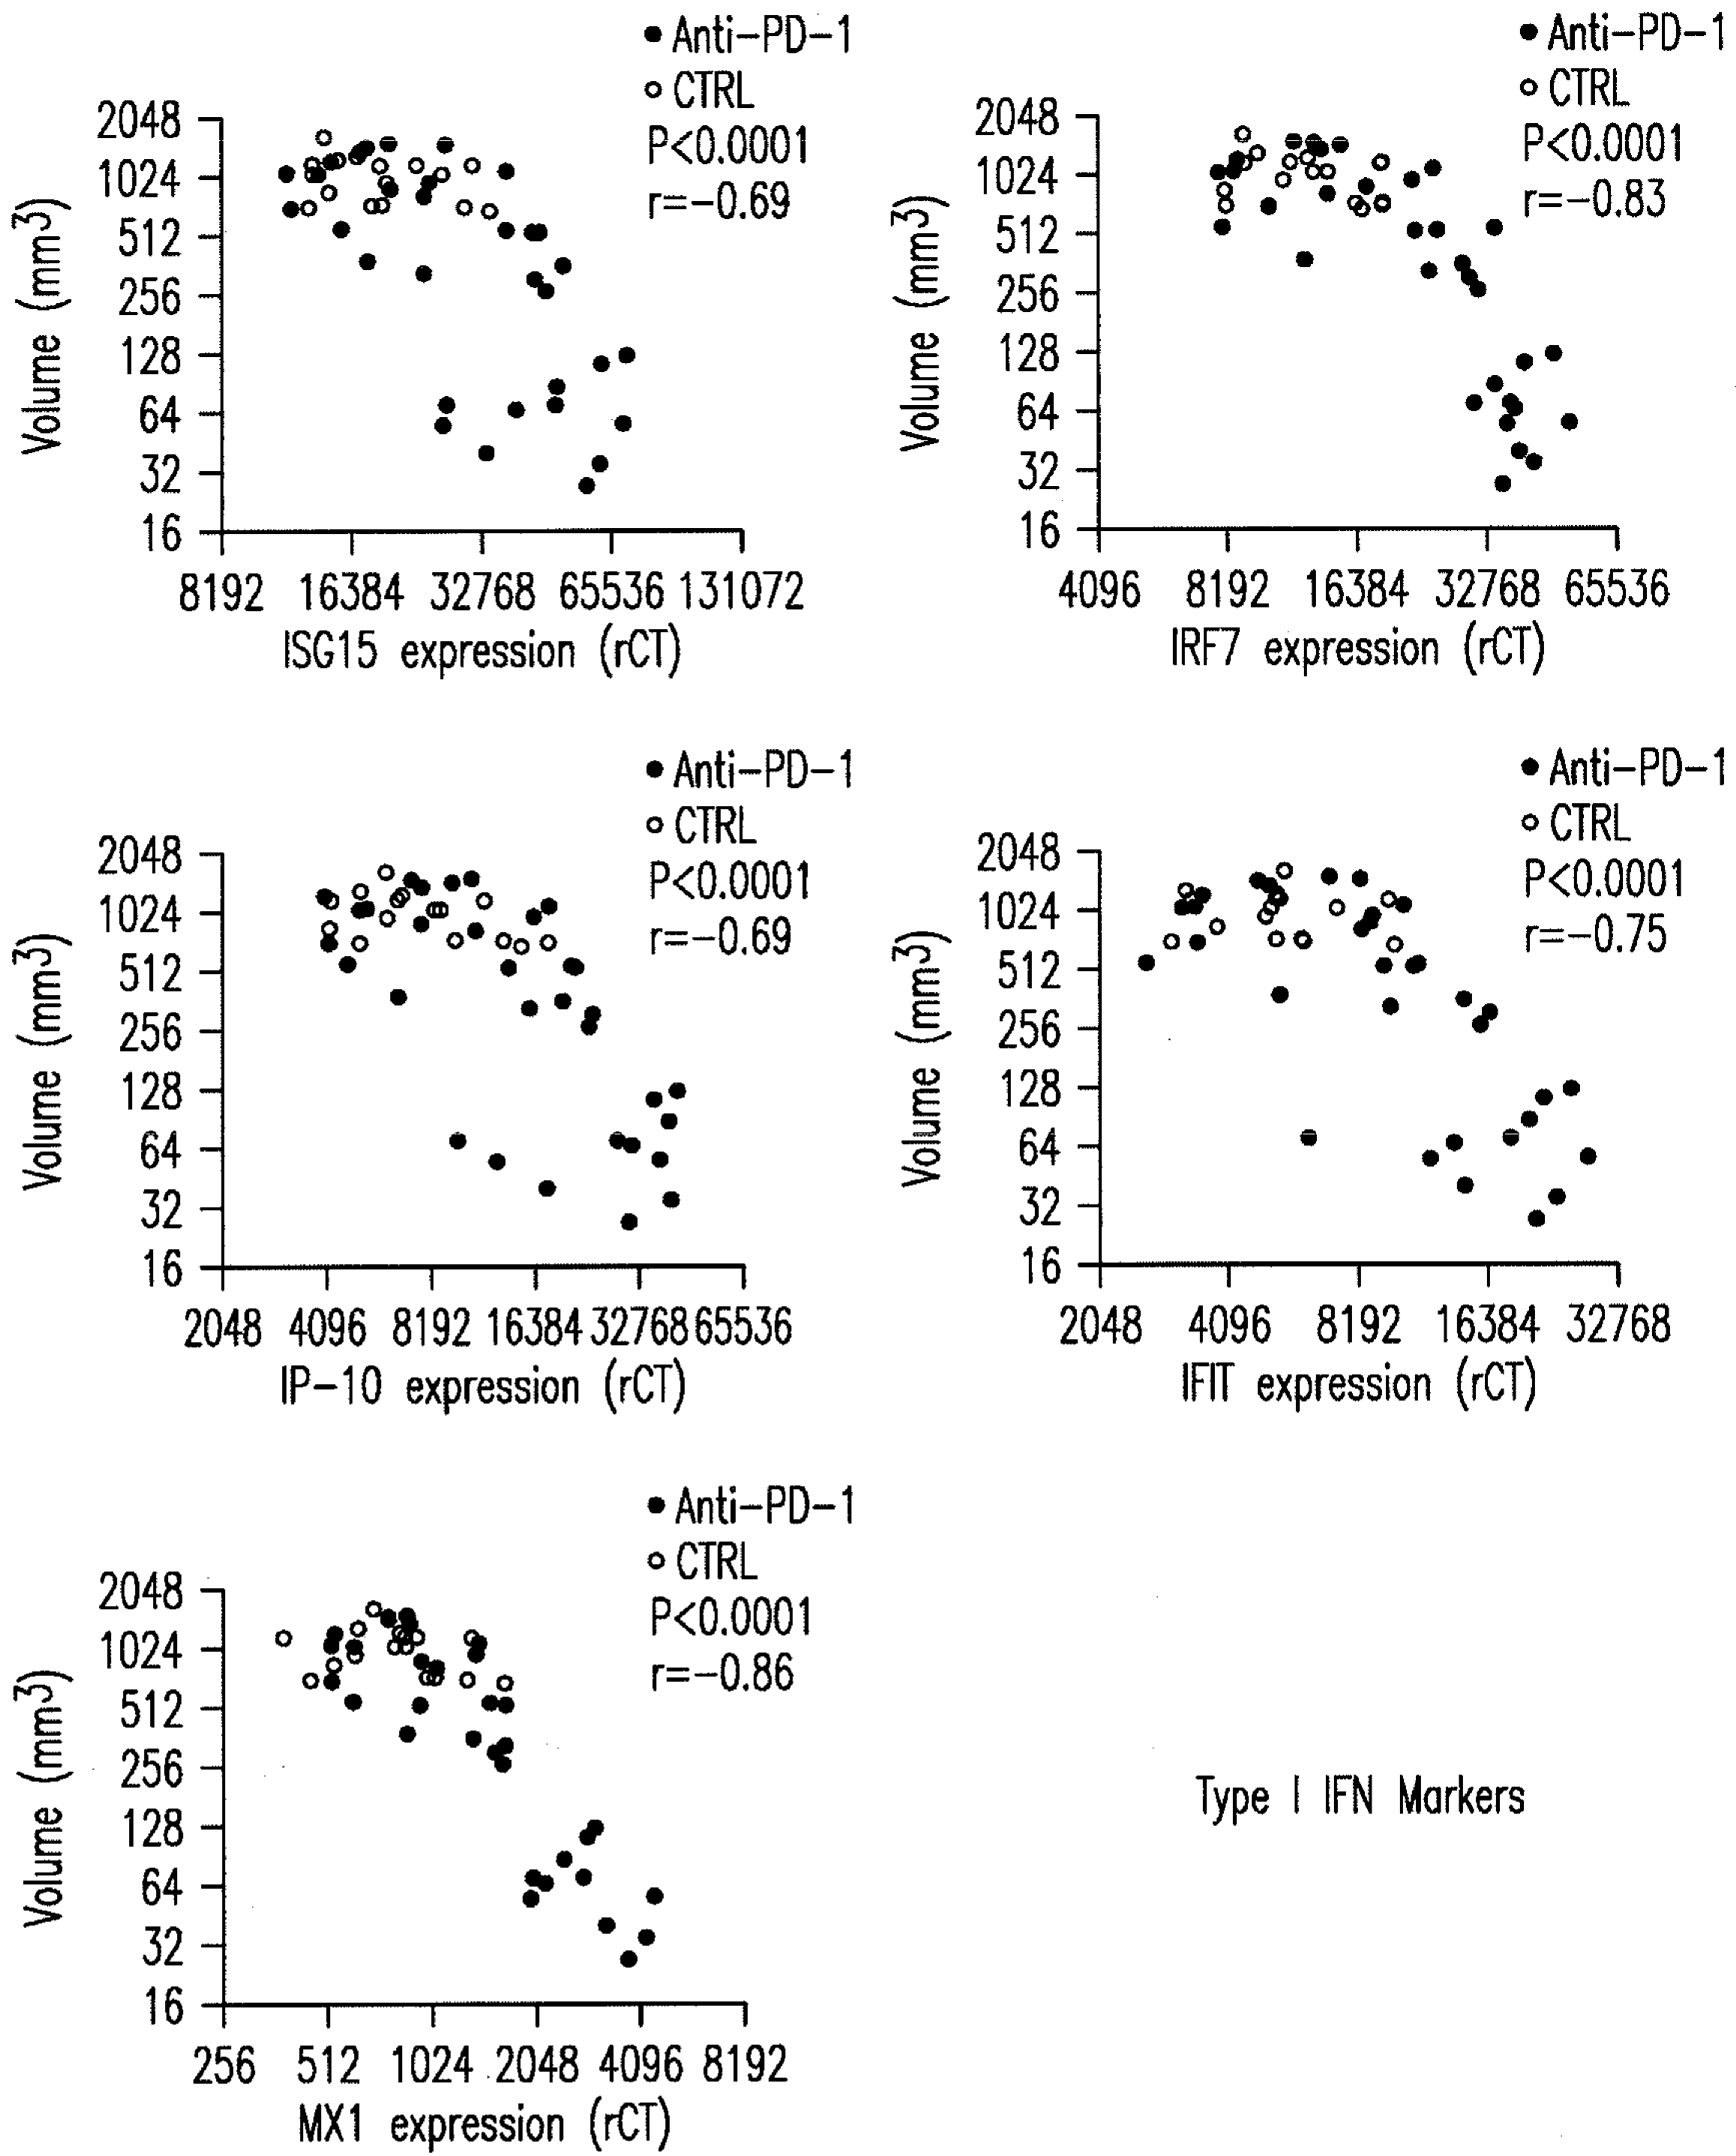 Anti-PD-1
CTRL
P<0.0001
r=-0.69
Volume (mm3)
2048
1024
512
256
128
64
32
16
8192 16384 32768 65536 131072
ISG15 expression (rCT)
Anti-PD-1
CTRL
P<0.0001
r=-0.83
Volume (mm3)
2048
1024
512
256
128
64
32
16
4096 8192 16384 32768 65536
IRF7 expression (rCT)
Anti-PD-1
CTRL
P<0.0001
r=-0.69
Volume (mm3)
2048
1024
512
256
128
64
32
16
2048 4096 8192 16384 32768 65536
IP-10 expression (rCT)
Anti-PD-1
CTRL
P<0.0001
r=-0.75
Volume (mm3)
2048
1024
512
256
128
64
32
16
2048 4096 8192 16384 32768
IFIT expression (rCT)
Anti-PD-1
CTRL
P<0.0001
r=-0.86
Volume (mm3)
2048
1024
512
256
128
64
32
16
256 512 1024 2048 4096 8192
MX1 expression (rCT)
Type I IFN Markers